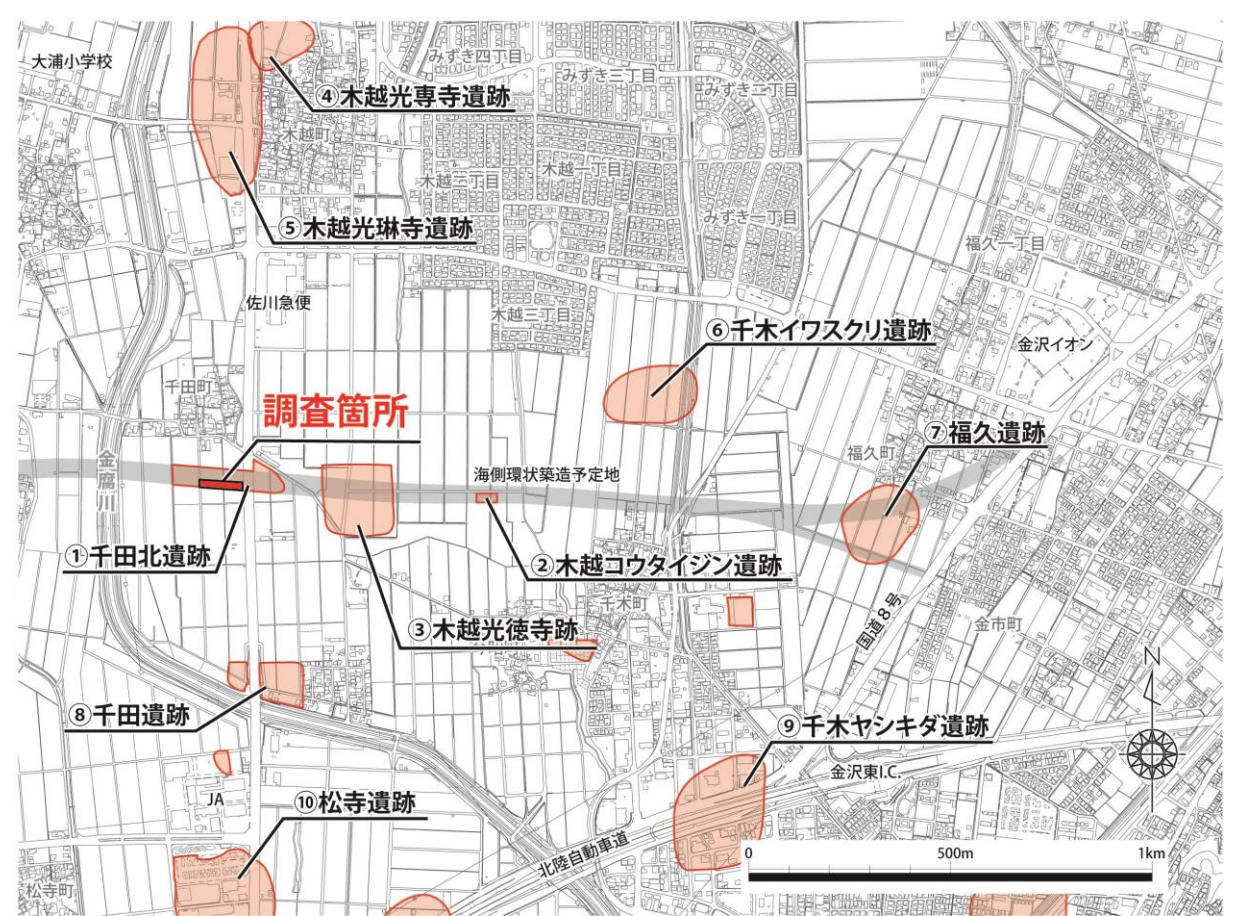 大浦小学校
みずき四丁目
みずき三丁目
みずき二丁目
④木越光専寺遺跡
木越町
木越二丁目
木越一丁目
みずき一丁目
⑤木越光琳寺遺跡
福久一丁目
佐川急便
木越三丁目
⑥千木イワスクリ遺跡
金沢イオン
千田町
調査箇所
⑦福久遺跡
福久町
金腐川
海側環状築造予定地
①千田北遺跡
②木越コウタイジン遺跡
千木町
国道8号
③木越光徳寺跡
金市町
N
⑧千田遺跡
⑨千木ヤシキダ遺跡
金沢東I.C.
JA
⑩松寺遺跡
北陸自動車道
0 500m 1km
松寺町